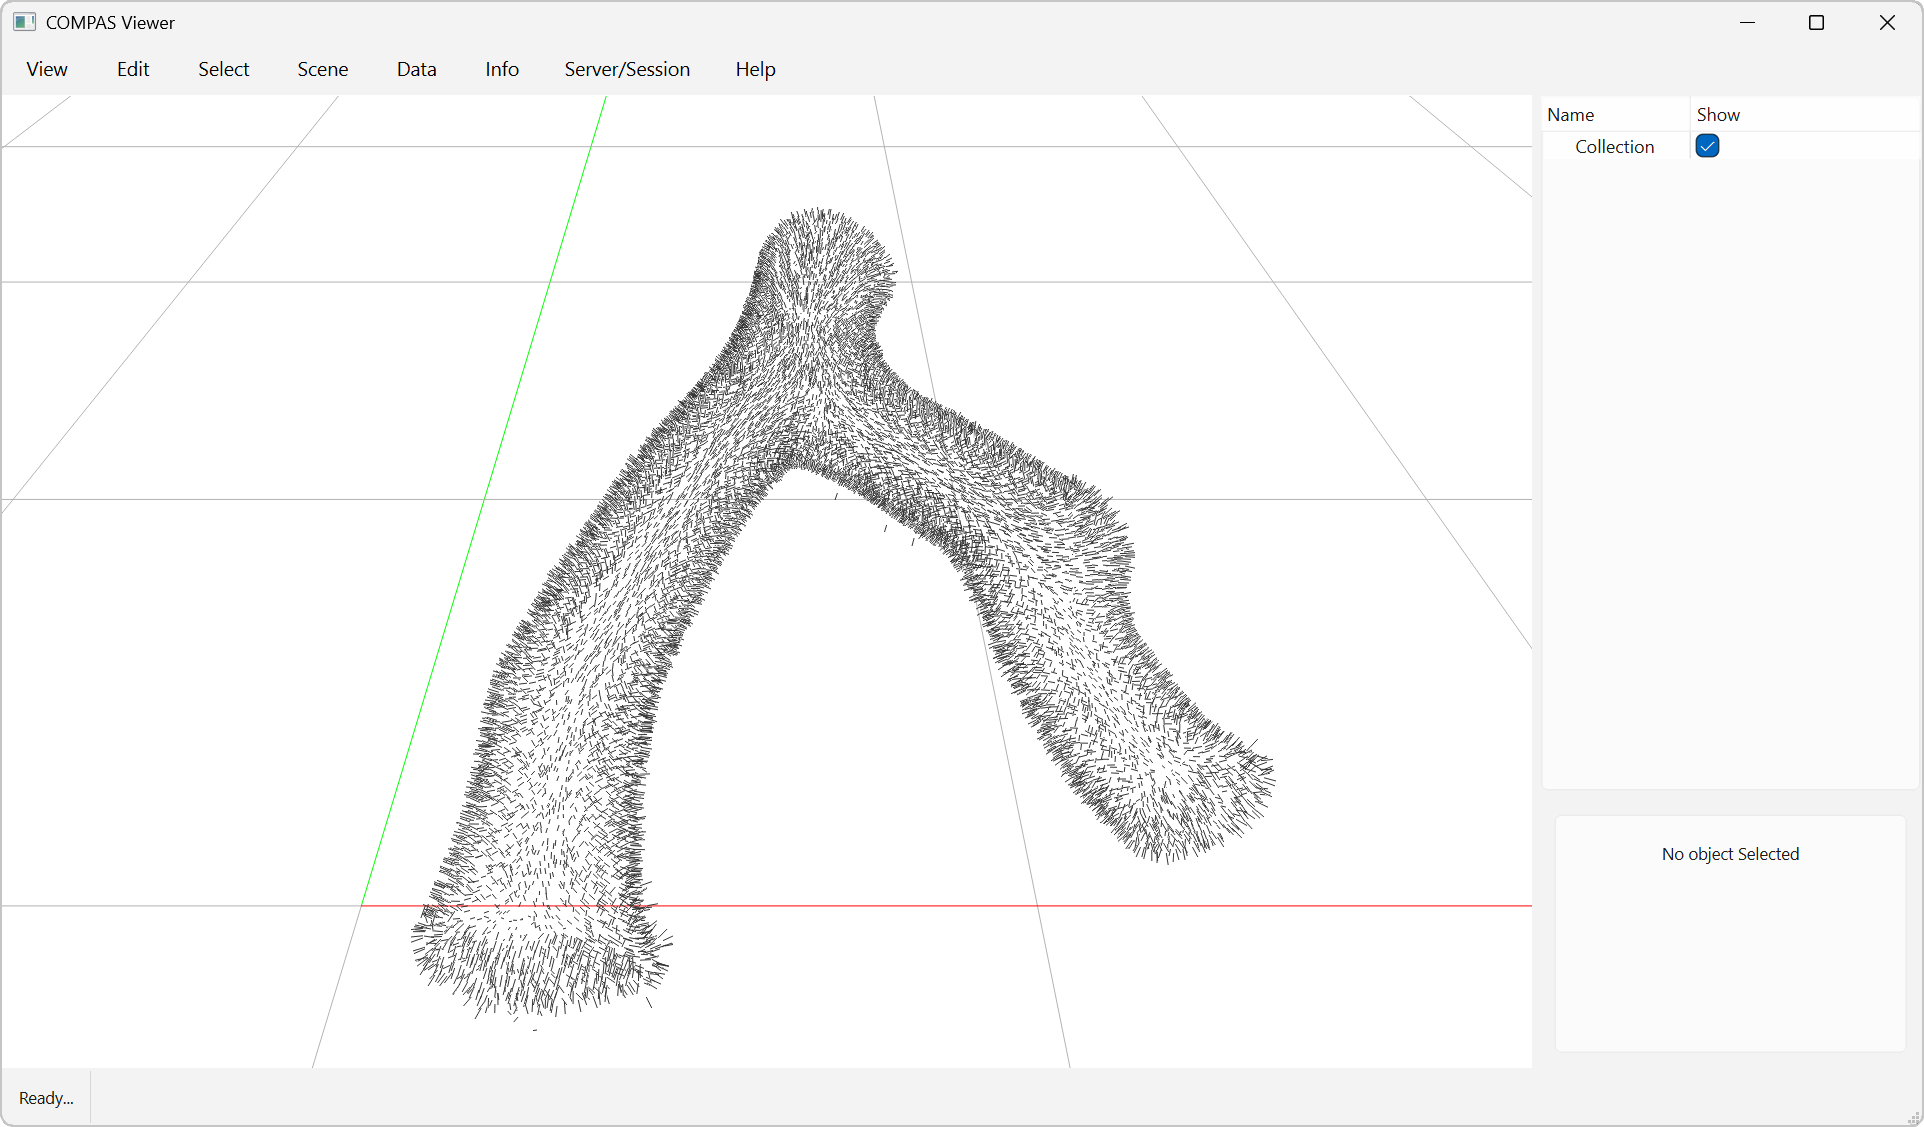 COMPAS Viewer
View Edit Select Scene Data Info Server/Session Help
Name Show
Collection
No object Selected
Ready...